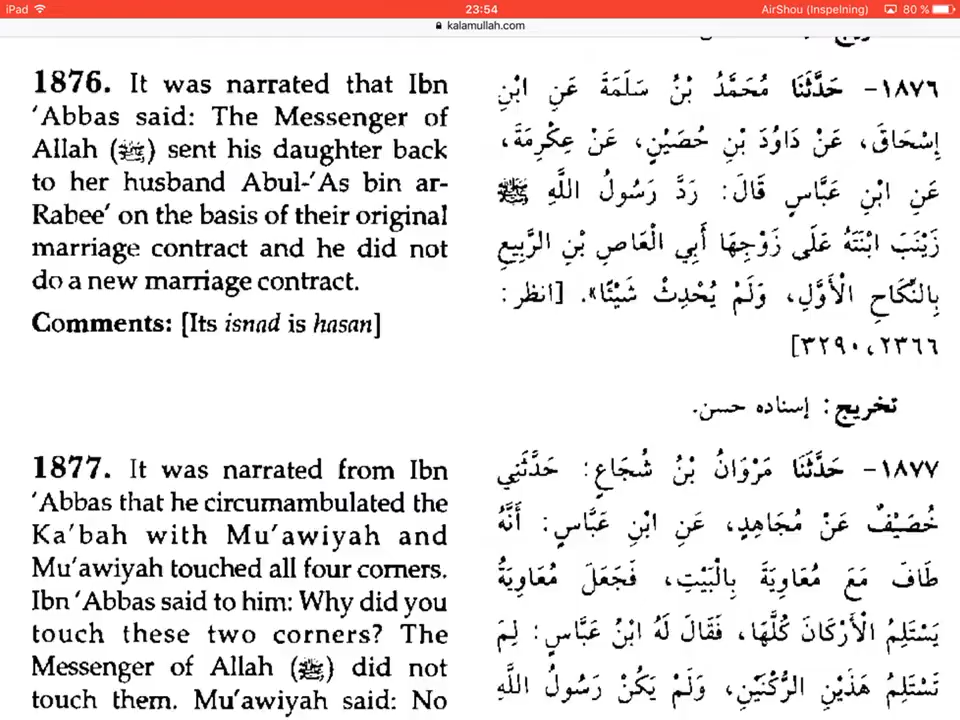 iPad 23:54 AirShou (Inspelning) 80 %
kalamullah.com
1876. It was narrated that Ibn
'Abbas said: The Messenger of
Allah (ﷺ) sent his daughter back
to her husband Abul-'As bin ar-
Rabee' on the basis of their original
marriage contract and he did not
do a new marriage contract.
Comments: [Its isnad is hasan]
1877. It was narrated from Ibn
'Abbas that he circumambulated the
Ka'bah with Mu'awiyah and
Mu'awiyah touched all four corners.
Ibn 'Abbas said to him: Why did you
touch these two corners? The
Messenger of Allah (ﷺ) did not
touch them. Mu'awiyah said: No
١٨٧٦- حَدَّثَنَا مُحَمَّدُ بْنُ سَلَمَةَ عَنِ ابْنِ
إِسْحَاقَ، عَنْ دَاوُدَ بْنِ حُصَيْنٍ، عَنْ عِكْرِمَةَ،
عَنِ ابْنِ عَبَّاسٍ قَالَ: رَدَّ رَسُولُ اللَّهِ ﷺ
زَيْنَبَ ابْنَتَهُ عَلَى زَوْجِهَا أَبِي الْعَاصِ بْنِ الرَّبِيعِ
بِالنِّكَاحِ الْأَوَّلِ، وَلَمْ يُحْدِثْ شَيْئًا». [انظر:
٢٣٦٦، ٣٢٩٠]
تخريج: إسناده حسن.
١٨٧٧- حَدَّثَنَا مَرْوَانُ بْنُ شُجَاعٍ: حَدَّثَنِي
خُصَيْفٌ عَنْ مُجَاهِدٍ، عَنِ ابْنِ عَبَّاسٍ: أَنَّهُ
طَافَ مَعَ مُعَاوِيَةَ بِالْبَيْتِ، فَجَعَلَ مُعَاوِيَةُ
يَسْتَلِمُ الْأَرْكَانَ كُلَّهَا، فَقَالَ لَهُ ابْنُ عَبَّاسٍ: لِمَ
تَسْتَلِمُ هَذَيْنِ الرُّكْنَيْنِ، وَلَمْ يَكُنْ رَسُولُ اللَّهِ